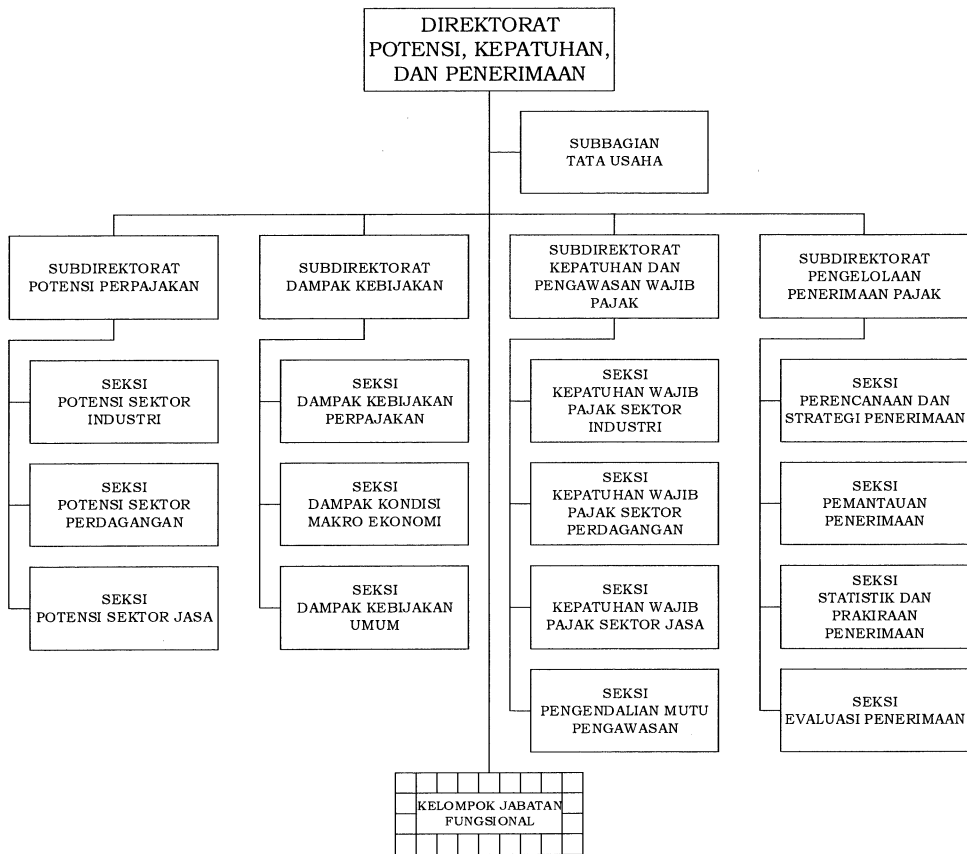 DIREKTORAT
POTENSI, KEPATUHAN,
DAN PENERIMAAN
SUBBAGIAN
TATA USAHA
SUBDIREKTORAT
POTENSI PERPAJAKAN
SUBDIREKTORAT
DAMPAK KEBIJAKAN
SUBDIREKTORAT
KEPATUHAN DAN
PENGAWASAN WAJIB
PAJAK
SUBDIREKTORAT
PENGELOLAAN
PENERIMAAN PAJAK
SEKSI
POTENSI SEKTOR
INDUSTRI
SEKSI
DAMPAK KEBIJAKAN
PERPAJAKAN
SEKSI
KEPATUHAN WAJIB
PAJAK SEKTOR
INDUSTRI
SEKSI
PERENCANAAN DAN
STRATEGI PENERIMAAN
SEKSI
POTENSI SEKTOR
PERDAGANGAN
SEKSI
DAMPAK KONDISI
MAKRO EKONOMI
SEKSI
KEPATUHAN WAJIB
PAJAK SEKTOR
PERDAGANGAN
SEKSI
PEMANTAUAN
PENERIMAAN
SEKSI
POTENSI SEKTOR JASA
SEKSI
DAMPAK KEBIJAKAN
UMUM
SEKSI
KEPATUHAN WAJIB
PAJAK SEKTOR JASA
SEKSI
STATISTIK DAN
PRAKIRAAN
PENERIMAAN
SEKSI
PENGENDALIAN MUTU
PENGAWASAN
SEKSI
EVALUASI PENERIMAAN
KELOMPOK JABATAN
FUNGSIONAL